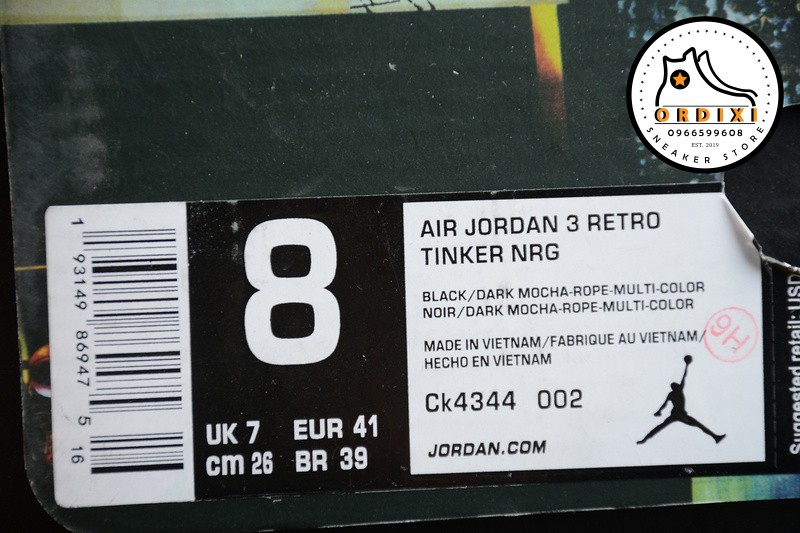 ORDIXI
0966599608
SNEAKER STORE
EST. 2019
1 93149 86947 5 16
8
UK 7 EUR 41
cm 26 BR 39
AIR JORDAN 3 RETRO
TINKER NRG
BLACK/DARK MOCHA-ROPE-MULTI-COLOR
NOIR/DARK MOCHA-ROPE-MULTI-COLOR
MADE IN VIETNAM/FABRIQUE AU VIETNAM/
HECHO EN VIETNAM
H6
Ck4344 002
JORDAN.COM
Suggested retail: USD